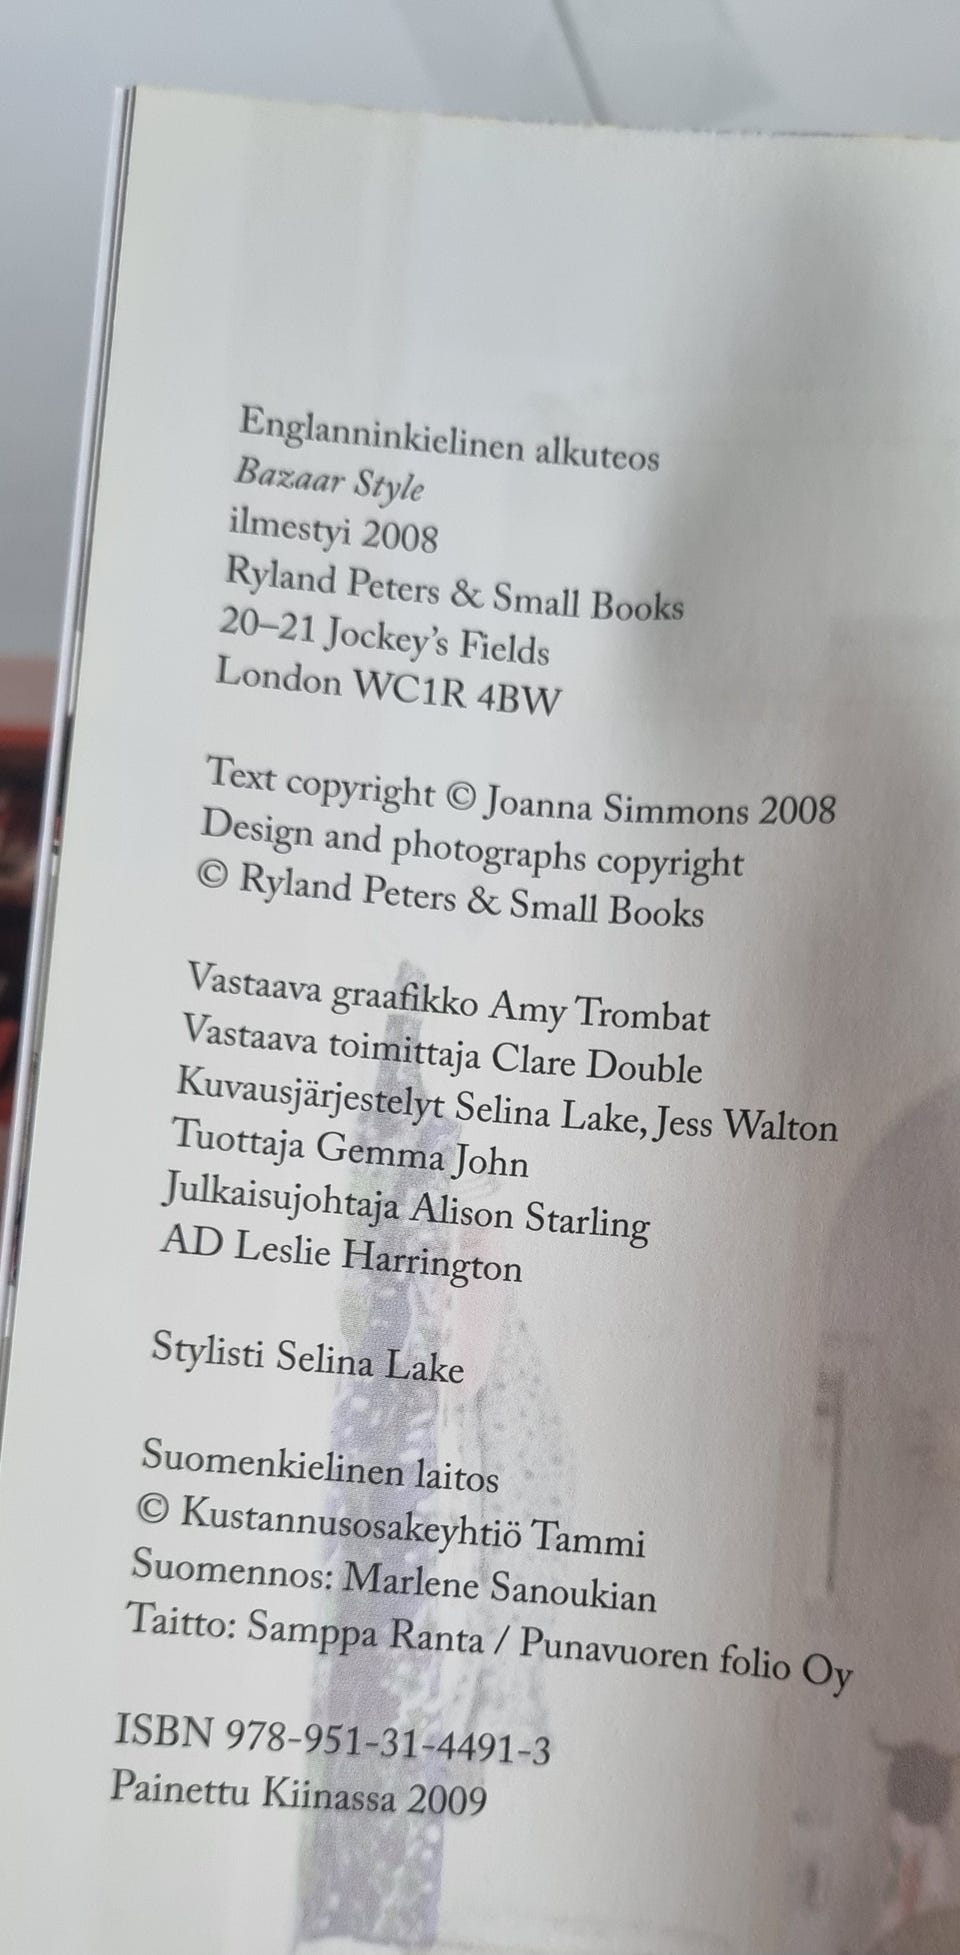 Englanninkielinen alkuteos
Bazaar Style
ilmestyi 2008
Ryland Peters & Small Books
20–21 Jockey's Fields
London WC1R 4BW
Text copyright © Joanna Simmons 2008
Design and photographs copyright
© Ryland Peters & Small Books
Vastaava graafikko Amy Trombat
Vastaava toimittaja Clare Double
Kuvausjärjestelyt Selina Lake, Jess Walton
Tuottaja Gemma John
Julkaisujohtaja Alison Starling
AD Leslie Harrington
Stylisti Selina Lake
Suomenkielinen laitos
© Kustannusosakeyhtiö Tammi
Suomennos: Marlene Sanoukian
Taitto: Samppa Ranta / Punavuoren folio Oy
ISBN 978-951-31-4491-3
Painettu Kiinassa 2009